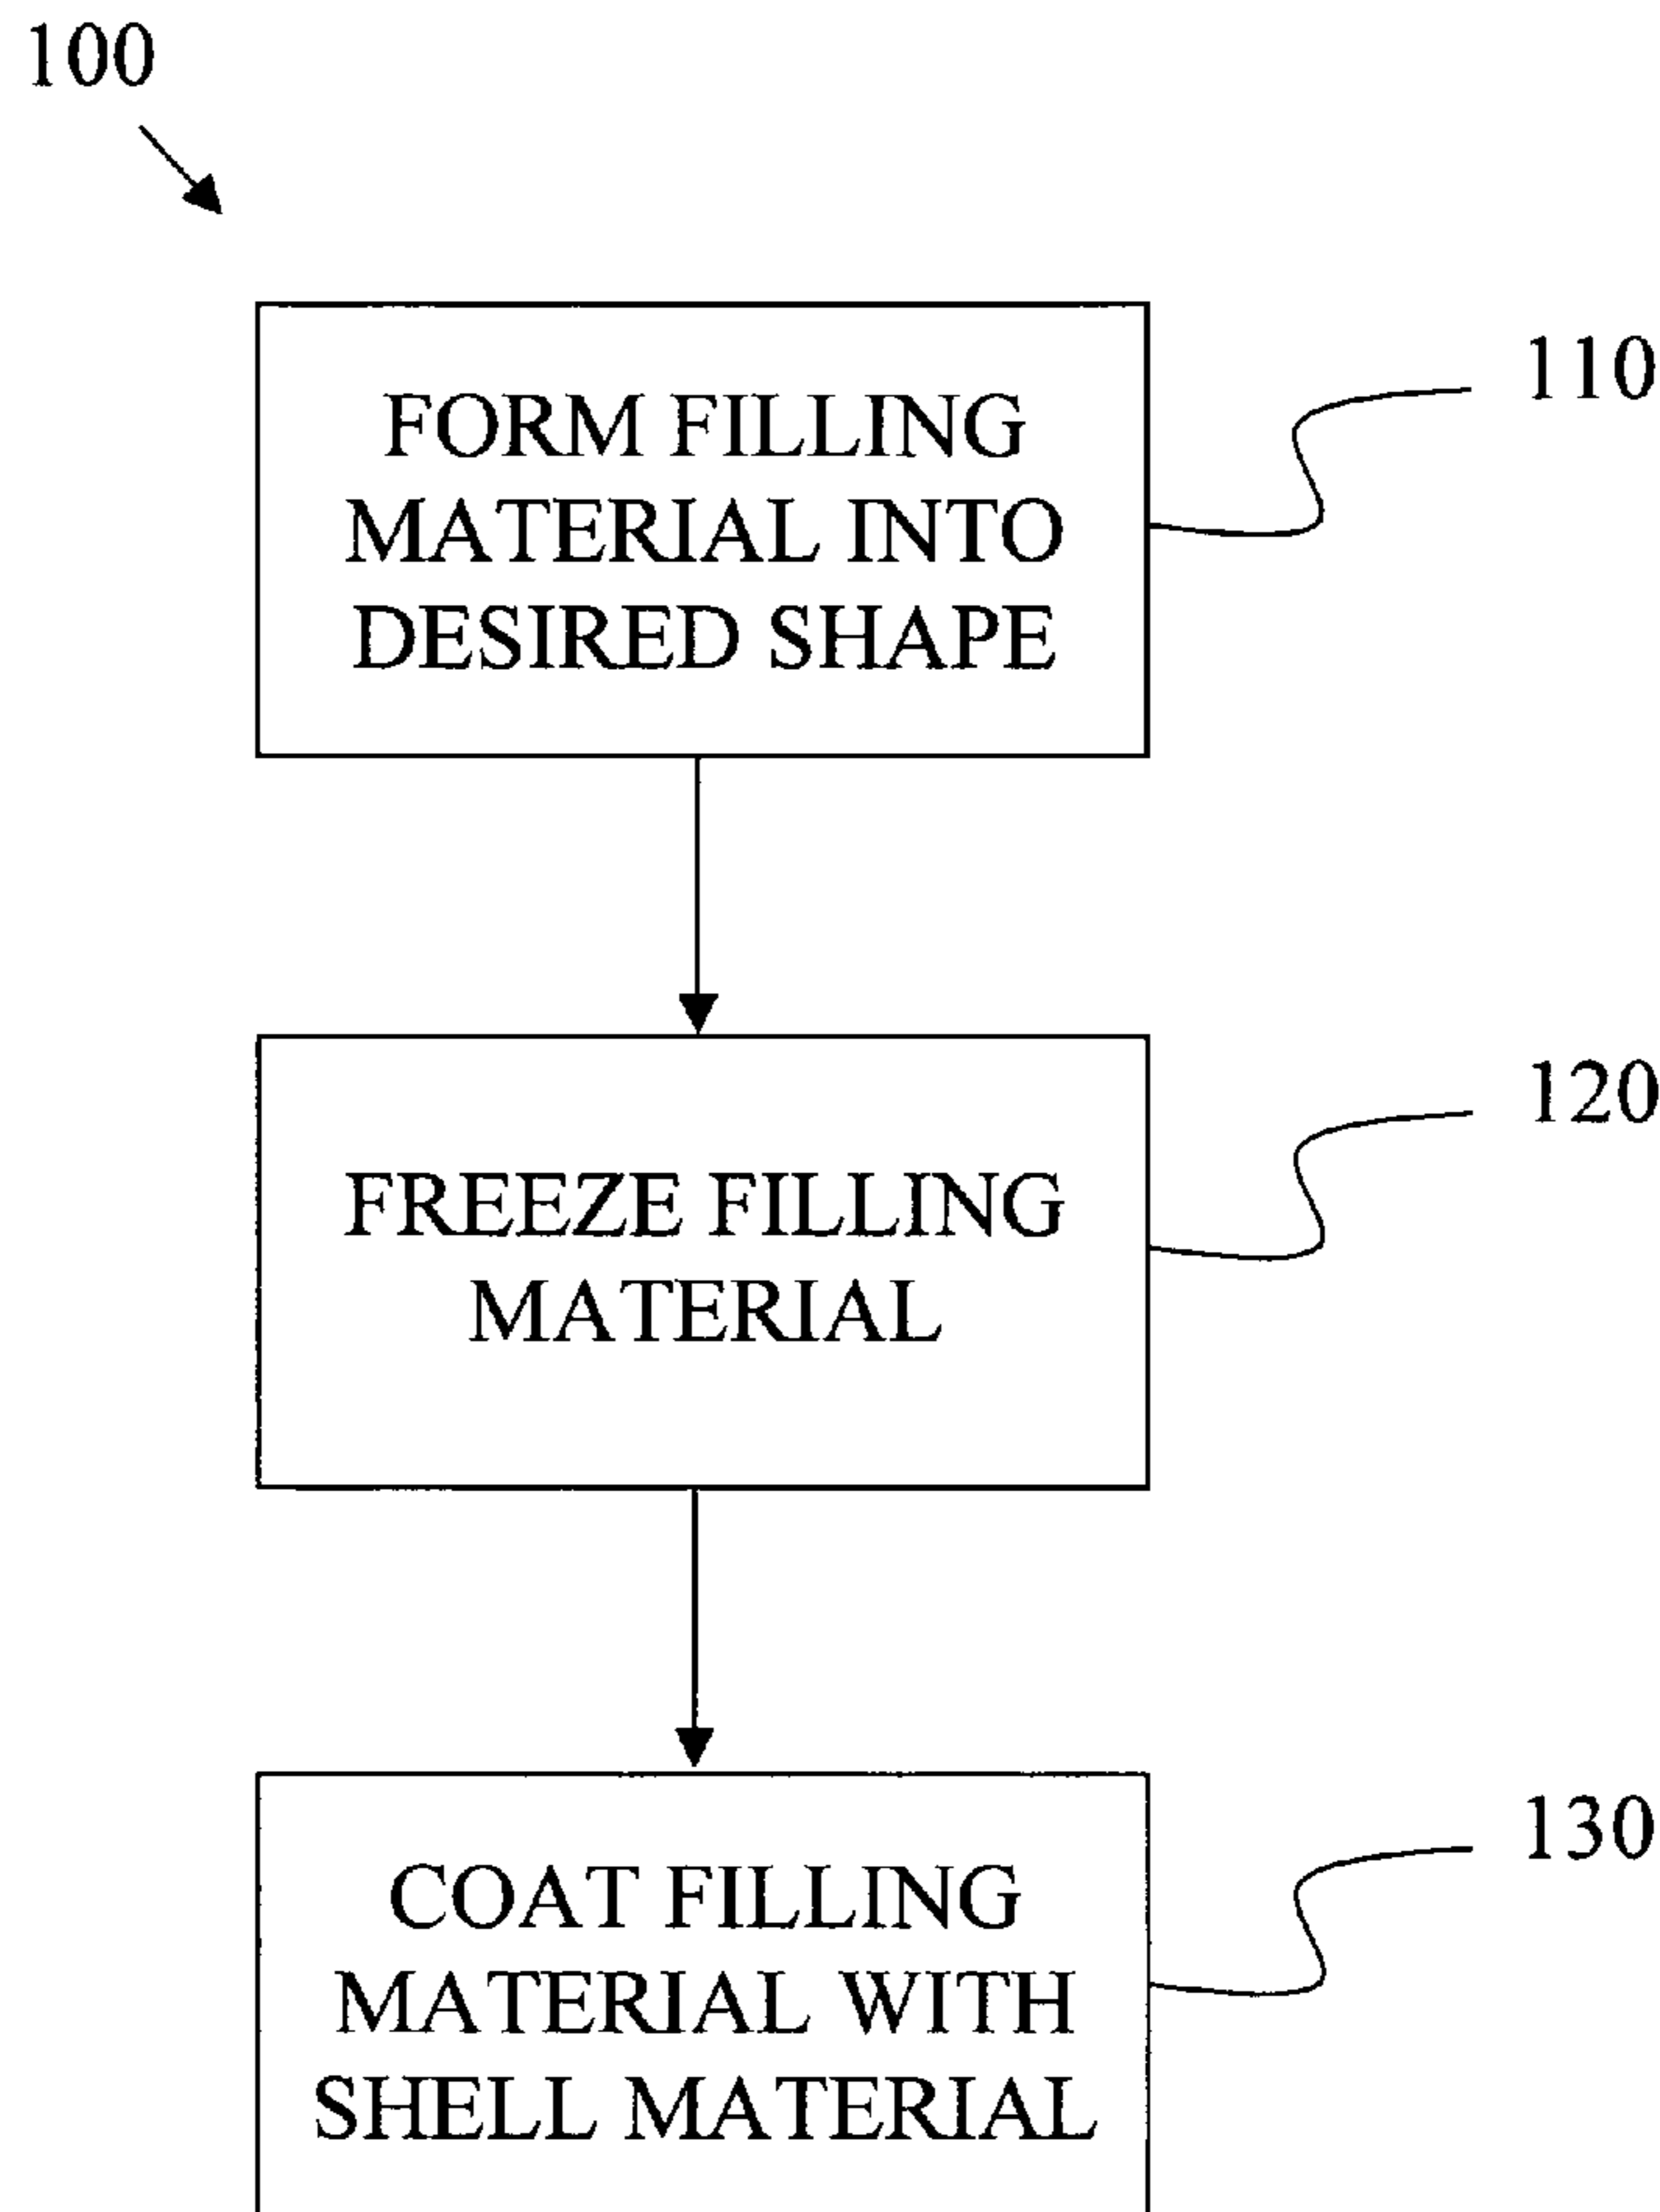 100
FORM FILLING
MATERIAL INTO
DESIRED SHAPE
110
FREEZE FILLING
MATERIAL
120
COAT FILLING
MATERIAL WITH
SHELL MATERIAL
130